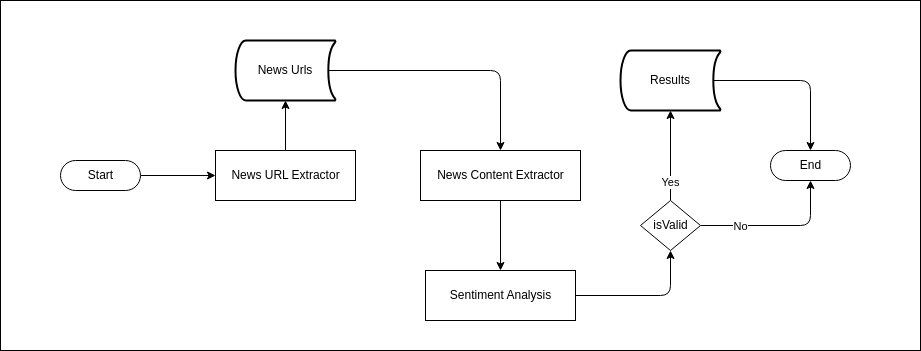 Start
News URL Extractor
News Urls
News Content Extractor
Sentiment Analysis
isValid
Yes
No
Results
End